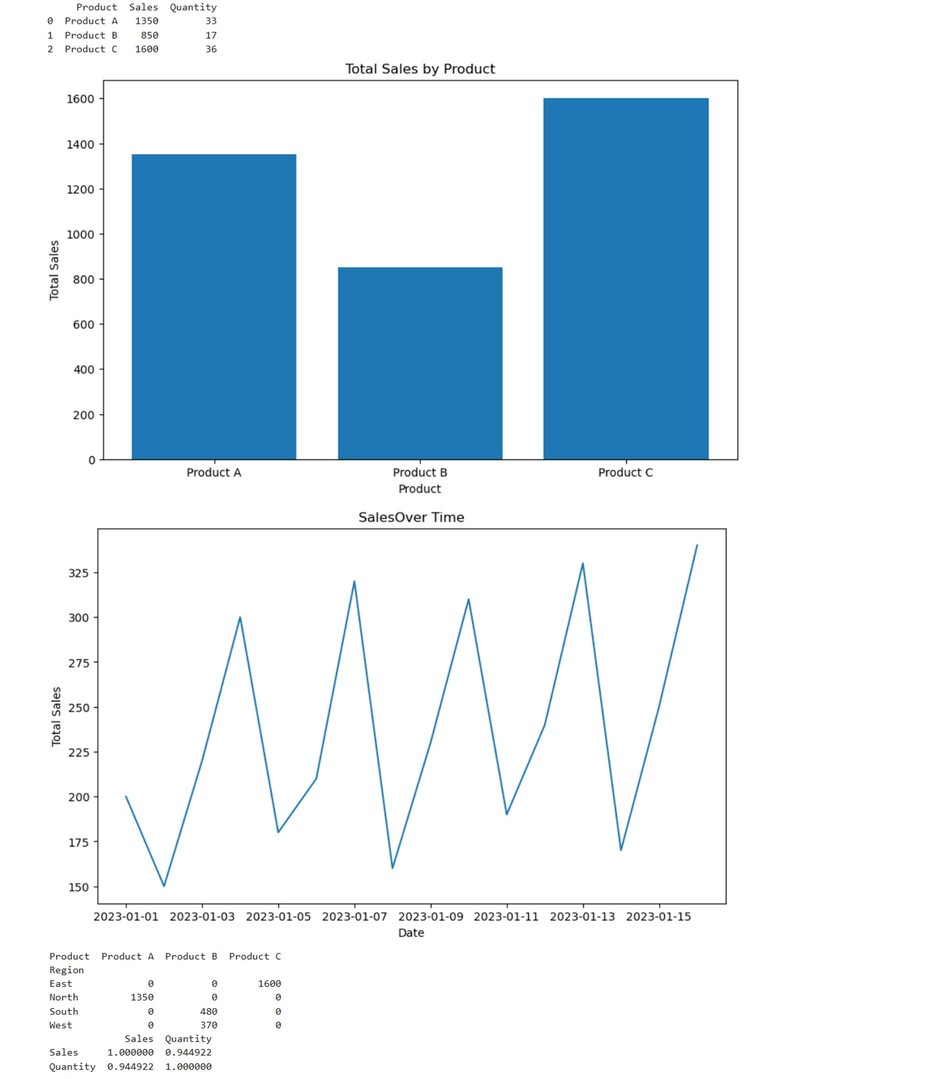 Product Sales Quantity
0 Product A 1350 33
1 Product B 850 17
2 Product C 1600 36
Total Sales by Product
1600
1400
1200
1000
800
600
400
200
0
Total Sales
Product A Product B Product C
Product
SalesOver Time
325
300
275
250
225
200
175
150
Total Sales
2023-01-01 2023-01-03 2023-01-05 2023-01-07 2023-01-09 2023-01-11 2023-01-13 2023-01-15
Date
Product Product A Product B Product C
Region
East 0 0 1600
North 1350 0 0
South 0 480 0
West 0 370 0
Sales Quantity
Sales 1.000000 0.944922
Quantity 0.944922 1.000000